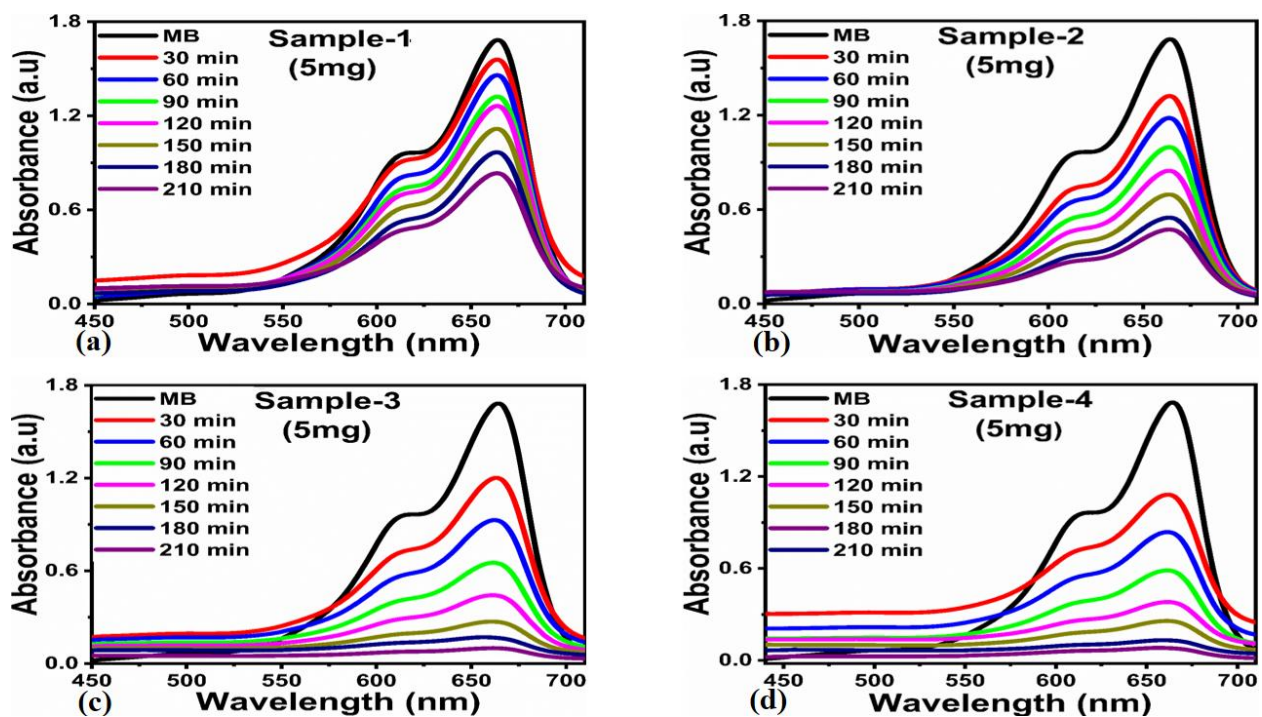 1.8
1.2
0.6
0.0
Absorbance (a.u)
MB
30 min
60 min
90 min
120 min
150 min
180 min
210 min
Sample-1
(5mg)
450 500 550 600 650 700
Wavelength (nm)
(a)
1.8
1.2
0.6
0.0
Absorbance (a.u)
MB
30 min
60 min
90 min
120 min
150 min
180 min
210 min
Sample-2
(5mg)
450 500 550 600 650 700
Wavelength (nm)
(b)
1.8
1.2
0.6
0.0
Absorbance (a.u)
MB
30 min
60 min
90 min
120 min
150 min
180 min
210 min
Sample-3
(5mg)
450 500 550 600 650 700
Wavelength (nm)
(c)
1.8
1.2
0.6
0.0
Absorbance (a.u)
MB
30 min
60 min
90 min
120 min
150 min
180 min
210 min
Sample-4
(5mg)
450 500 550 600 650 700
Wavelength (nm)
(d)